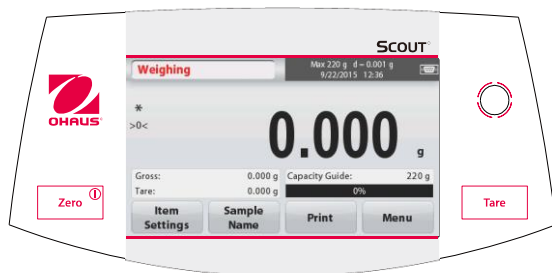 SCOUT
Weighing
Max 220 g d = 0.001 g
9/22/2015 12:36
OHAUS®
*
>0<
0.000 g
Gross: 0.000 g
Capacity Guide: 220 g
Tare: 0.000 g
0%
Zero
Tare
Item Settings
Sample Name
Print
Menu